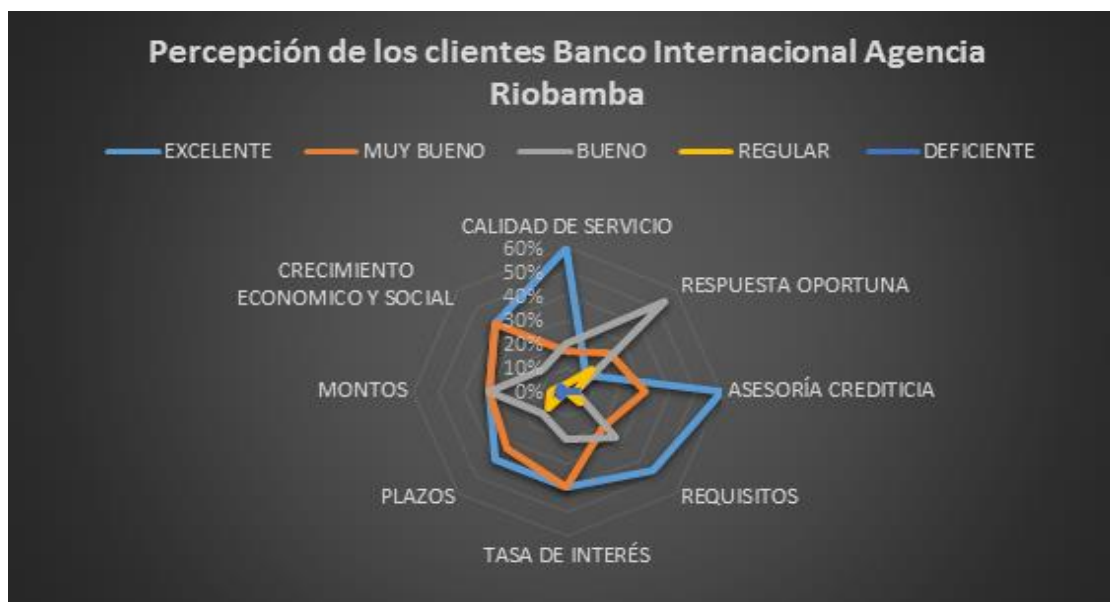 Percepción de los clientes Banco Internacional Agencia
Riobamba
EXCELENTE MUY BUENO BUENO REGULAR DEFICIENTE
CALIDAD DE SERVICIO
60%
50%
40%
30%
20%
10%
0%
RESPUESTA OPORTUNA
ASESORÍA CREDITICIA
REQUISITOS
TASA DE INTERÉS
PLAZOS
MONTOS
CRECIMIENTO
ECONOMICO Y SOCIAL